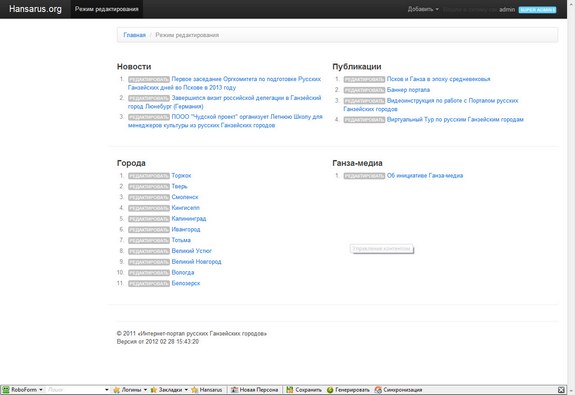 Hansarus.org Режим редактирования Добавить admin SUPER ADMIN
Главная / Режим редактирования
Новости
1. РЕДАКТИРОВАТЬ Первое заседание Оргкомитета по подготовке Русских
Ганзейских дней во Пскове в 2013 году
2. РЕДАКТИРОВАТЬ Завершился визит российской делегации в Ганзейский
город Люнебург (Германия)
3. РЕДАКТИРОВАТЬ ПООО "Чудской проект" организует Летнюю Школу для
менеджеров культуры из русских Ганзейских городов
Публикации
1. РЕДАКТИРОВАТЬ Псков и Ганза в эпоху средневековья
2. РЕДАКТИРОВАТЬ Баннер портала
3. РЕДАКТИРОВАТЬ Видеоинструкция по работе с Порталом русских
Ганзейских городов
4. РЕДАКТИРОВАТЬ Виртуальный Тур по русским Ганзейским городам
Города
1. РЕДАКТИРОВАТЬ Торжок
2. РЕДАКТИРОВАТЬ Тверь
3. РЕДАКТИРОВАТЬ Смоленск
4. РЕДАКТИРОВАТЬ Кингисепп
5. РЕДАКТИРОВАТЬ Калининград
6. РЕДАКТИРОВАТЬ Ивангород
7. РЕДАКТИРОВАТЬ Тотьма
8. РЕДАКТИРОВАТЬ Великий Устюг
9. РЕДАКТИРОВАТЬ Великий Новгород
10. РЕДАКТИРОВАТЬ Вологда
11. РЕДАКТИРОВАТЬ Белозерск
Ганза-медиа
1. РЕДАКТИРОВАТЬ Об инициативе Ганза-медиа
Управление контентом
© 2011 «Интернет-портал русских Ганзейских городов»
Версия от 2012 02 28 15:43:20
RoboForm Поиск Логины Закладки Hansarus Новая Персона Сохранить Генерировать Синхронизация